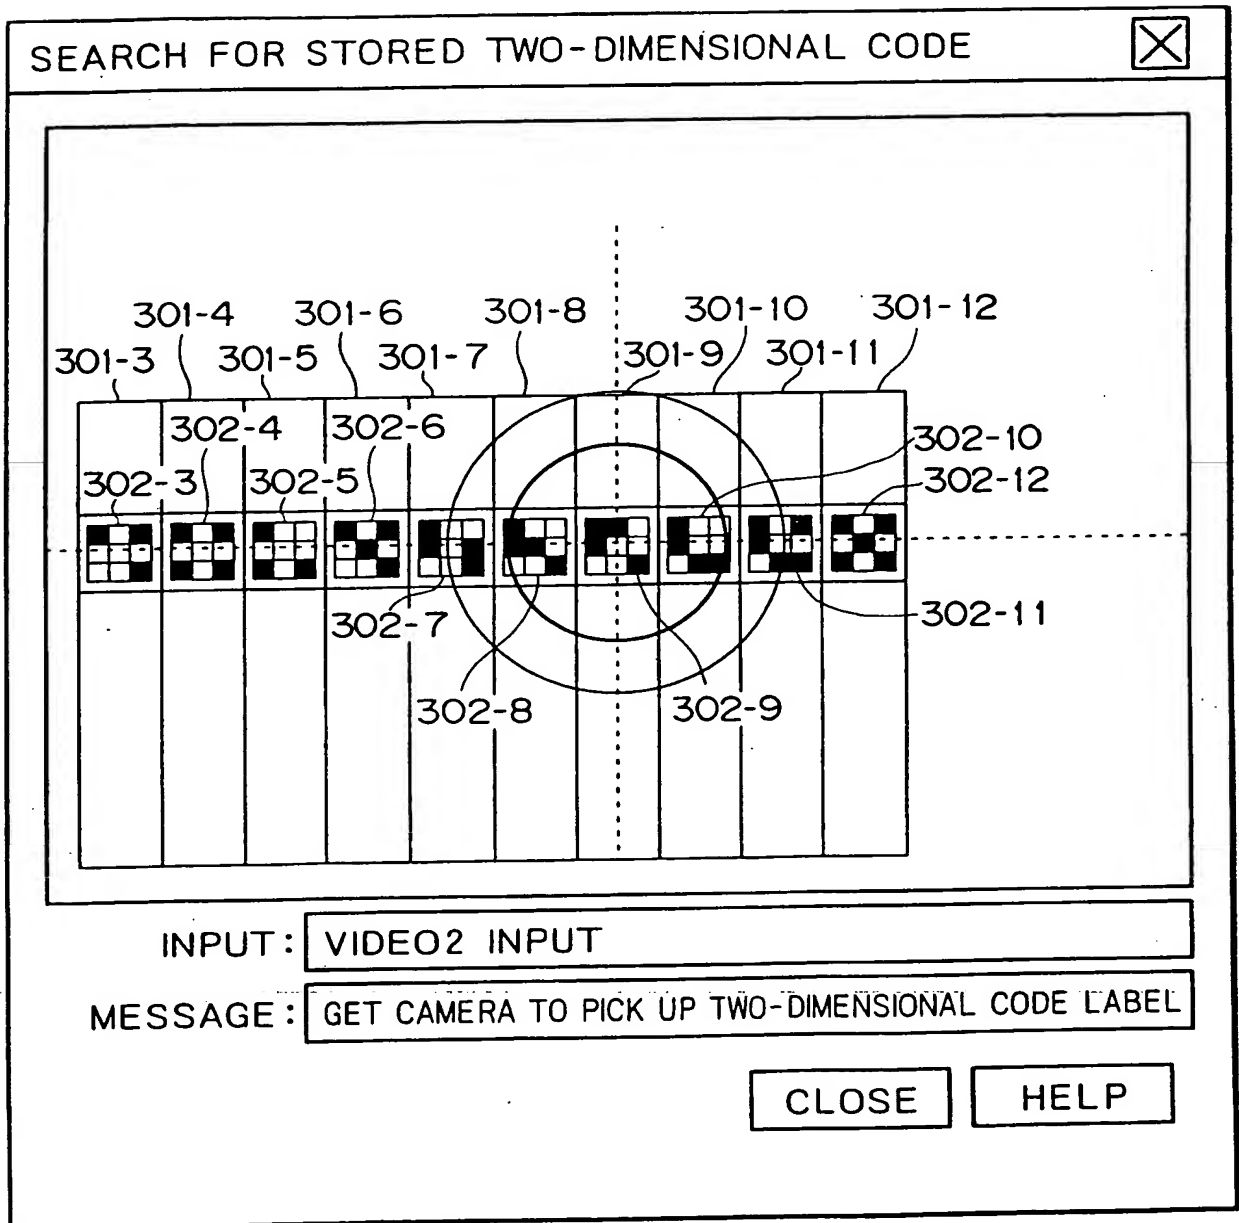 SEARCH FOR STORED TWO-DIMENSIONAL CODE
301-4 301-6 301-8 301-10 301-12
301-3 301-5 301-7 301-9 301-11
302-4 302-6 302-10
302-3 302-5 302-12
302-7 302-11
302-8 302-9
INPUT: VIDEO2 INPUT
MESSAGE: GET CAMERA TO PICK UP TWO-DIMENSIONAL CODE LABEL
CLOSE HELP